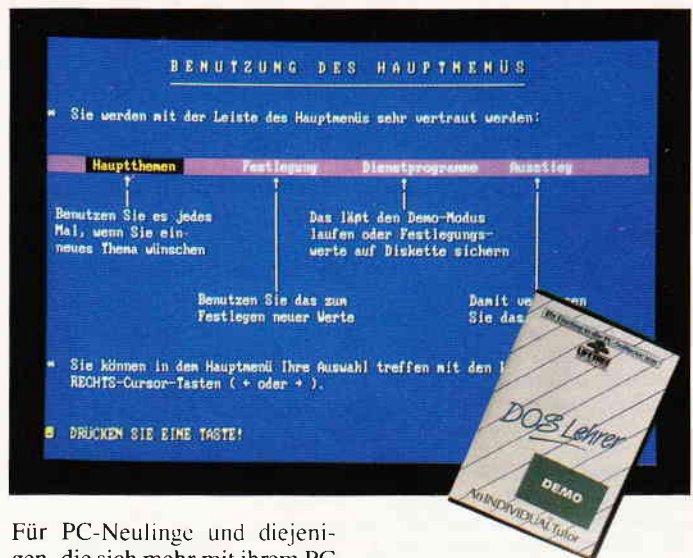 BENUTZUNG DES HAUPTMENÜS
Sie werden mit der Leiste des Hauptmenüs sehr vertraut werden:
Hauptthemen Festlegung Dienstprogramme Ausstieg
Benutzen Sie es jedes
Mal, wenn Sie ein
neues Thema wünschen
Das läßt den Demo-Modus
laufen oder Festlegungs-
werte auf Diskette sichern
Benutzen Sie das zum
Festlegen neuer Werte
Damit
Sie das
Sie können in dem Hauptmenü Ihre Auswahl treffen mit den
RECHTS-Cursor-Tasten ( ← oder → ).
DRÜCKEN SIE EINE TASTE!
DOS Lehrer
DEMO
An INDIVIDUAL Tutor
Für PC-Neulinge und diejeni-
gen, die sich mehr mit ihrem PC